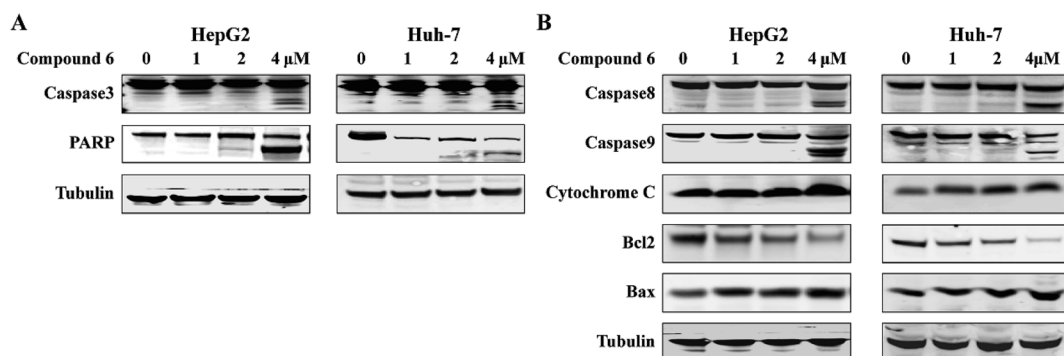 A
HepG2 Huh-7
Compound 6 0 1 2 4 μM 0 1 2 4 μM
Caspase3
PARP
Tubulin
B
HepG2 Huh-7
Compound 6 0 1 2 4 μM 0 1 2 4μM
Caspase8
Caspase9
Cytochrome C
Bcl2
Bax
Tubulin